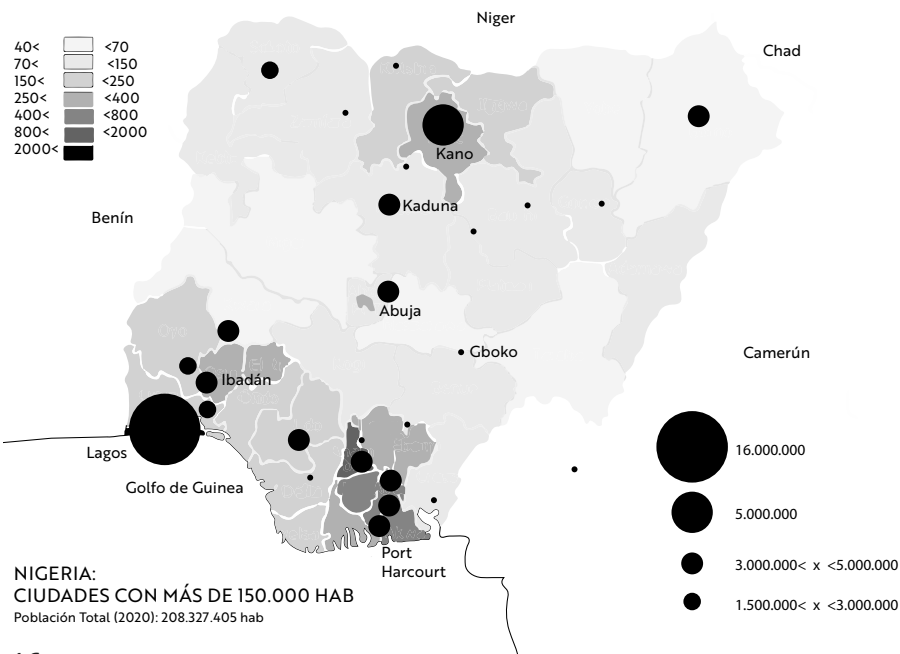 Niger
Chad
40< <70
70< <150
150< <250
250< <400
400< <800
800< <2000
2000<
Kano
Benín
Kaduna
Abuja
Oyo
Gboko
Camerún
Ibadán
Lagos
16.000.000
Golfo de Guinea
5.000.000
Port
Harcourt
3.000.000< x <5.000.000
1.500.000< x <3.000.000
NIGERIA:
CIUDADES CON MÁS DE 150.000 HAB
Población Total (2020): 208.327.405 hab